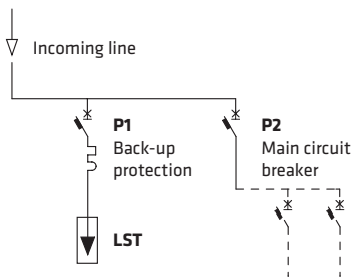 Incoming line
P1
Back-up
protection
P2
Main circuit
breaker
LST